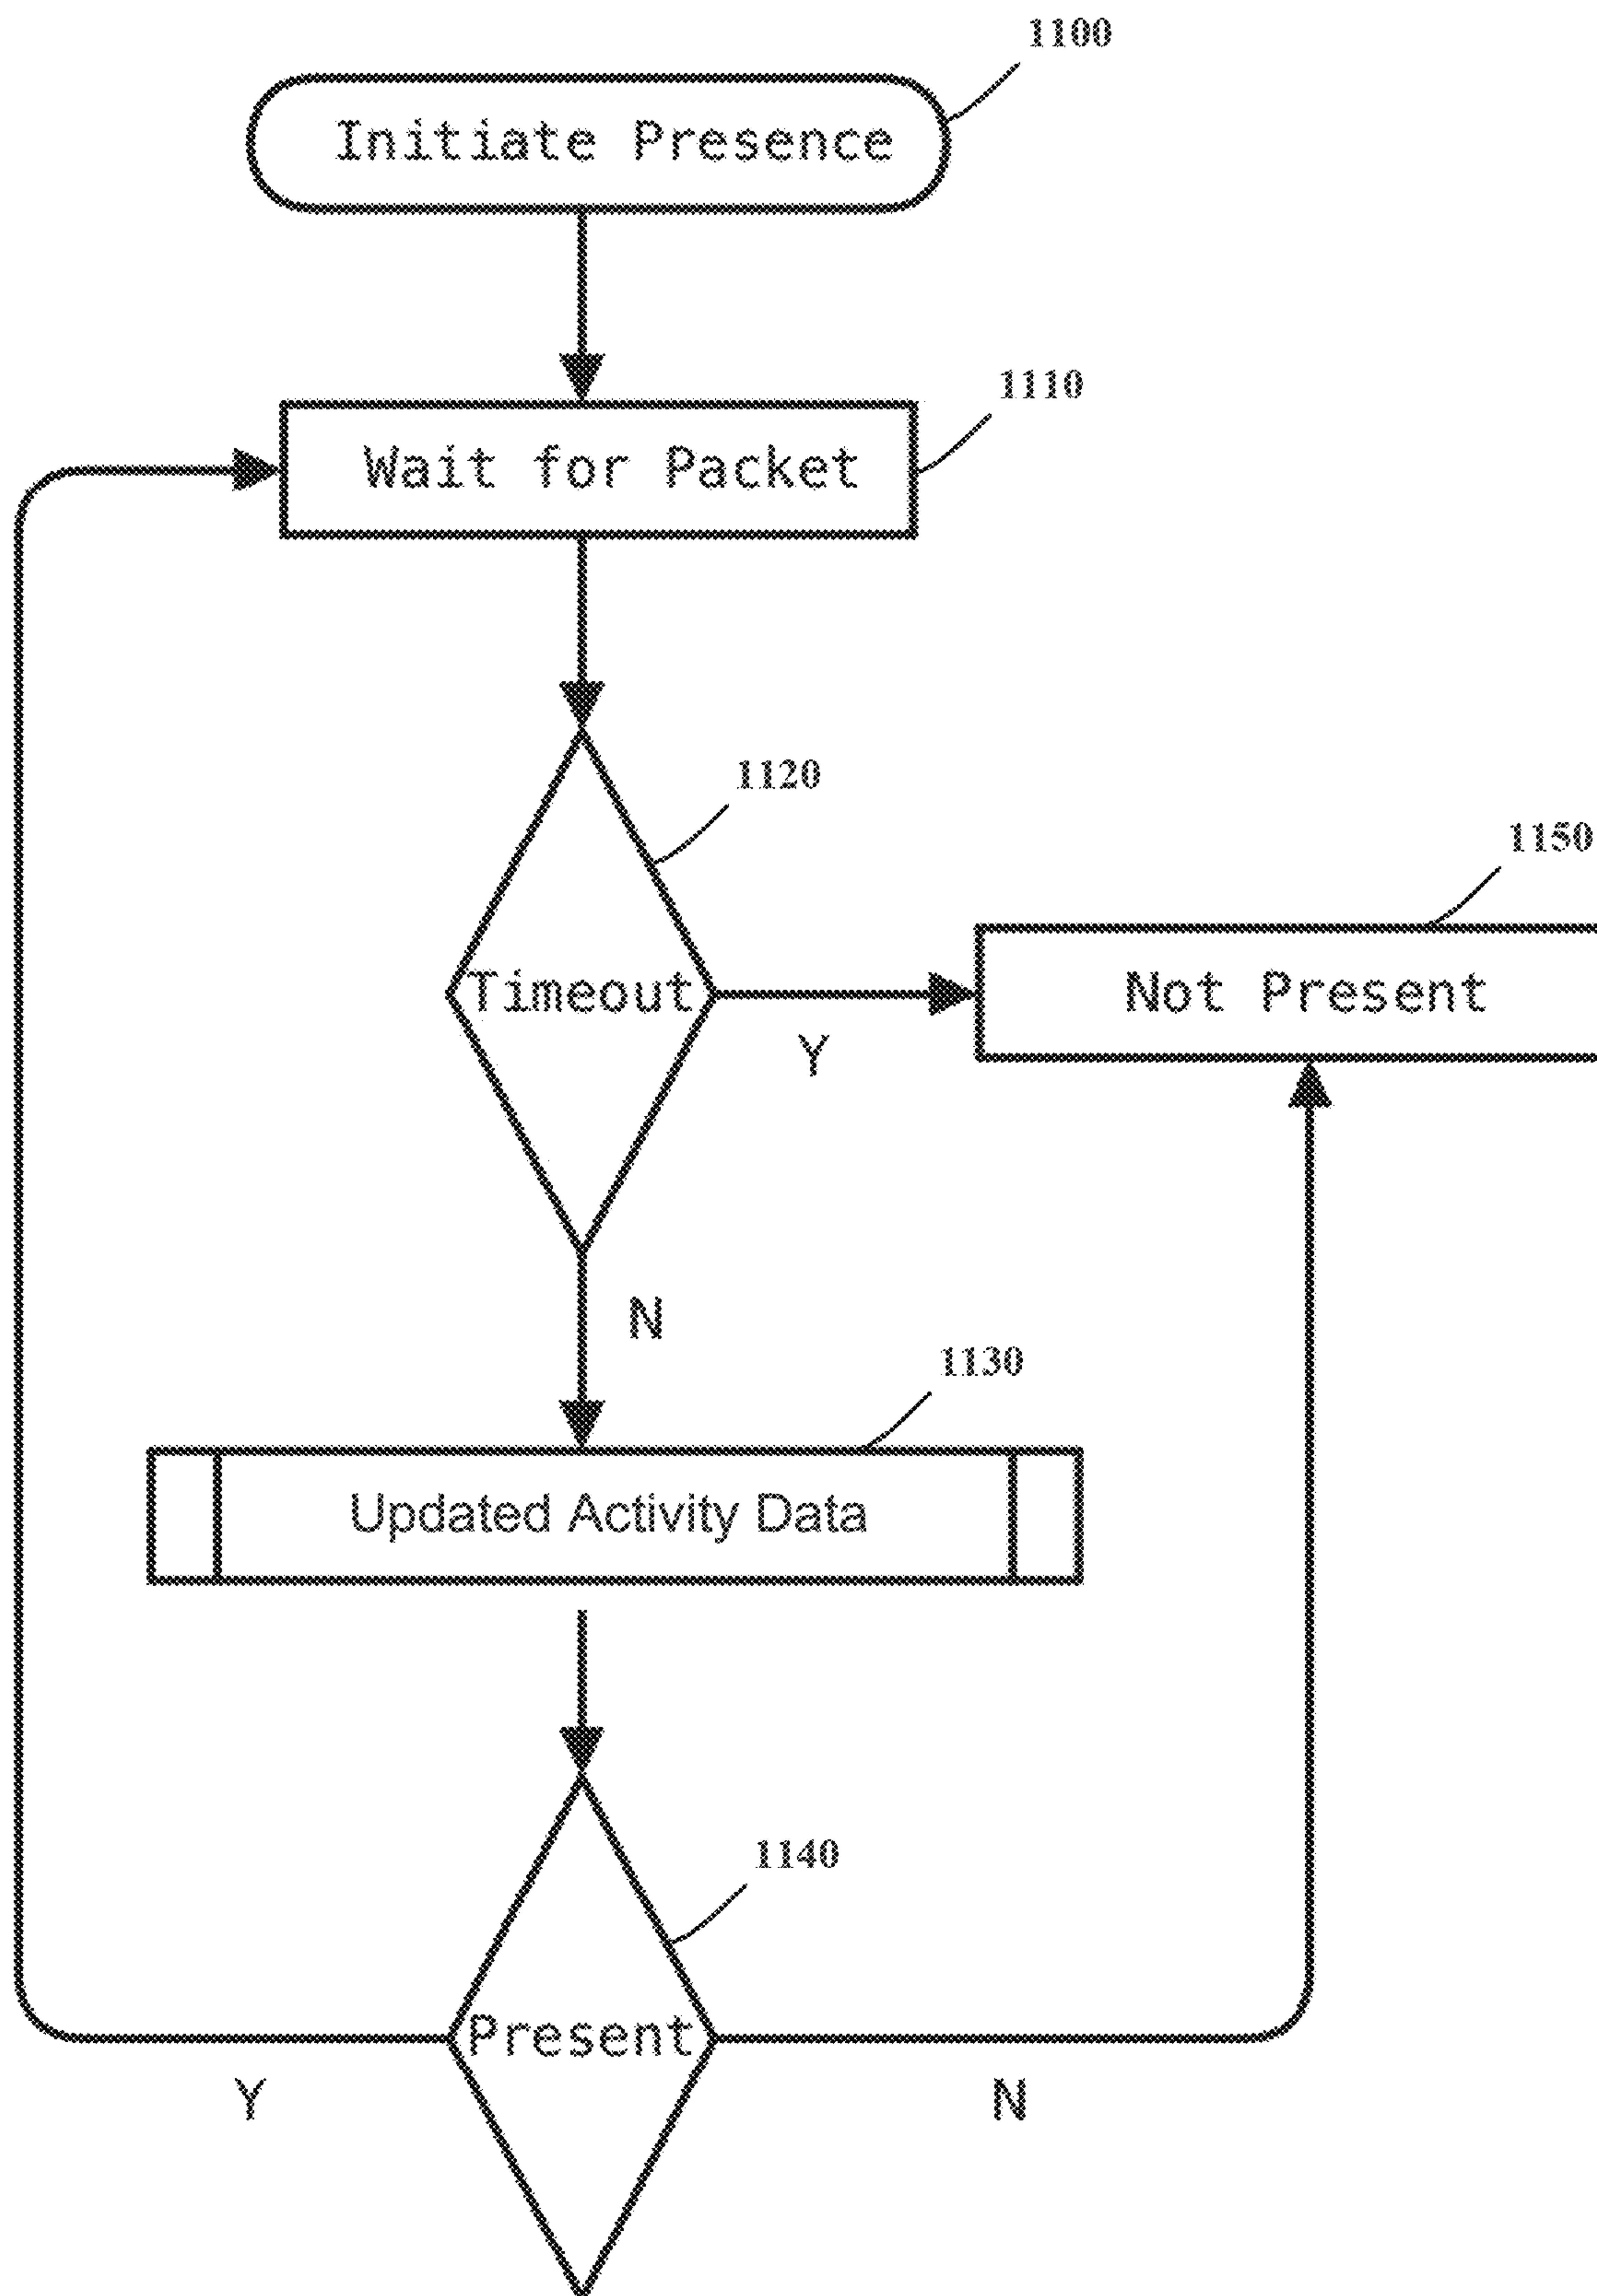 1100
Initiate Presence
1110
Wait for Packet
1120
1150
Timeout
Not Present
Y
N
1130
Updated Activity Data
1140
Present
Y
N